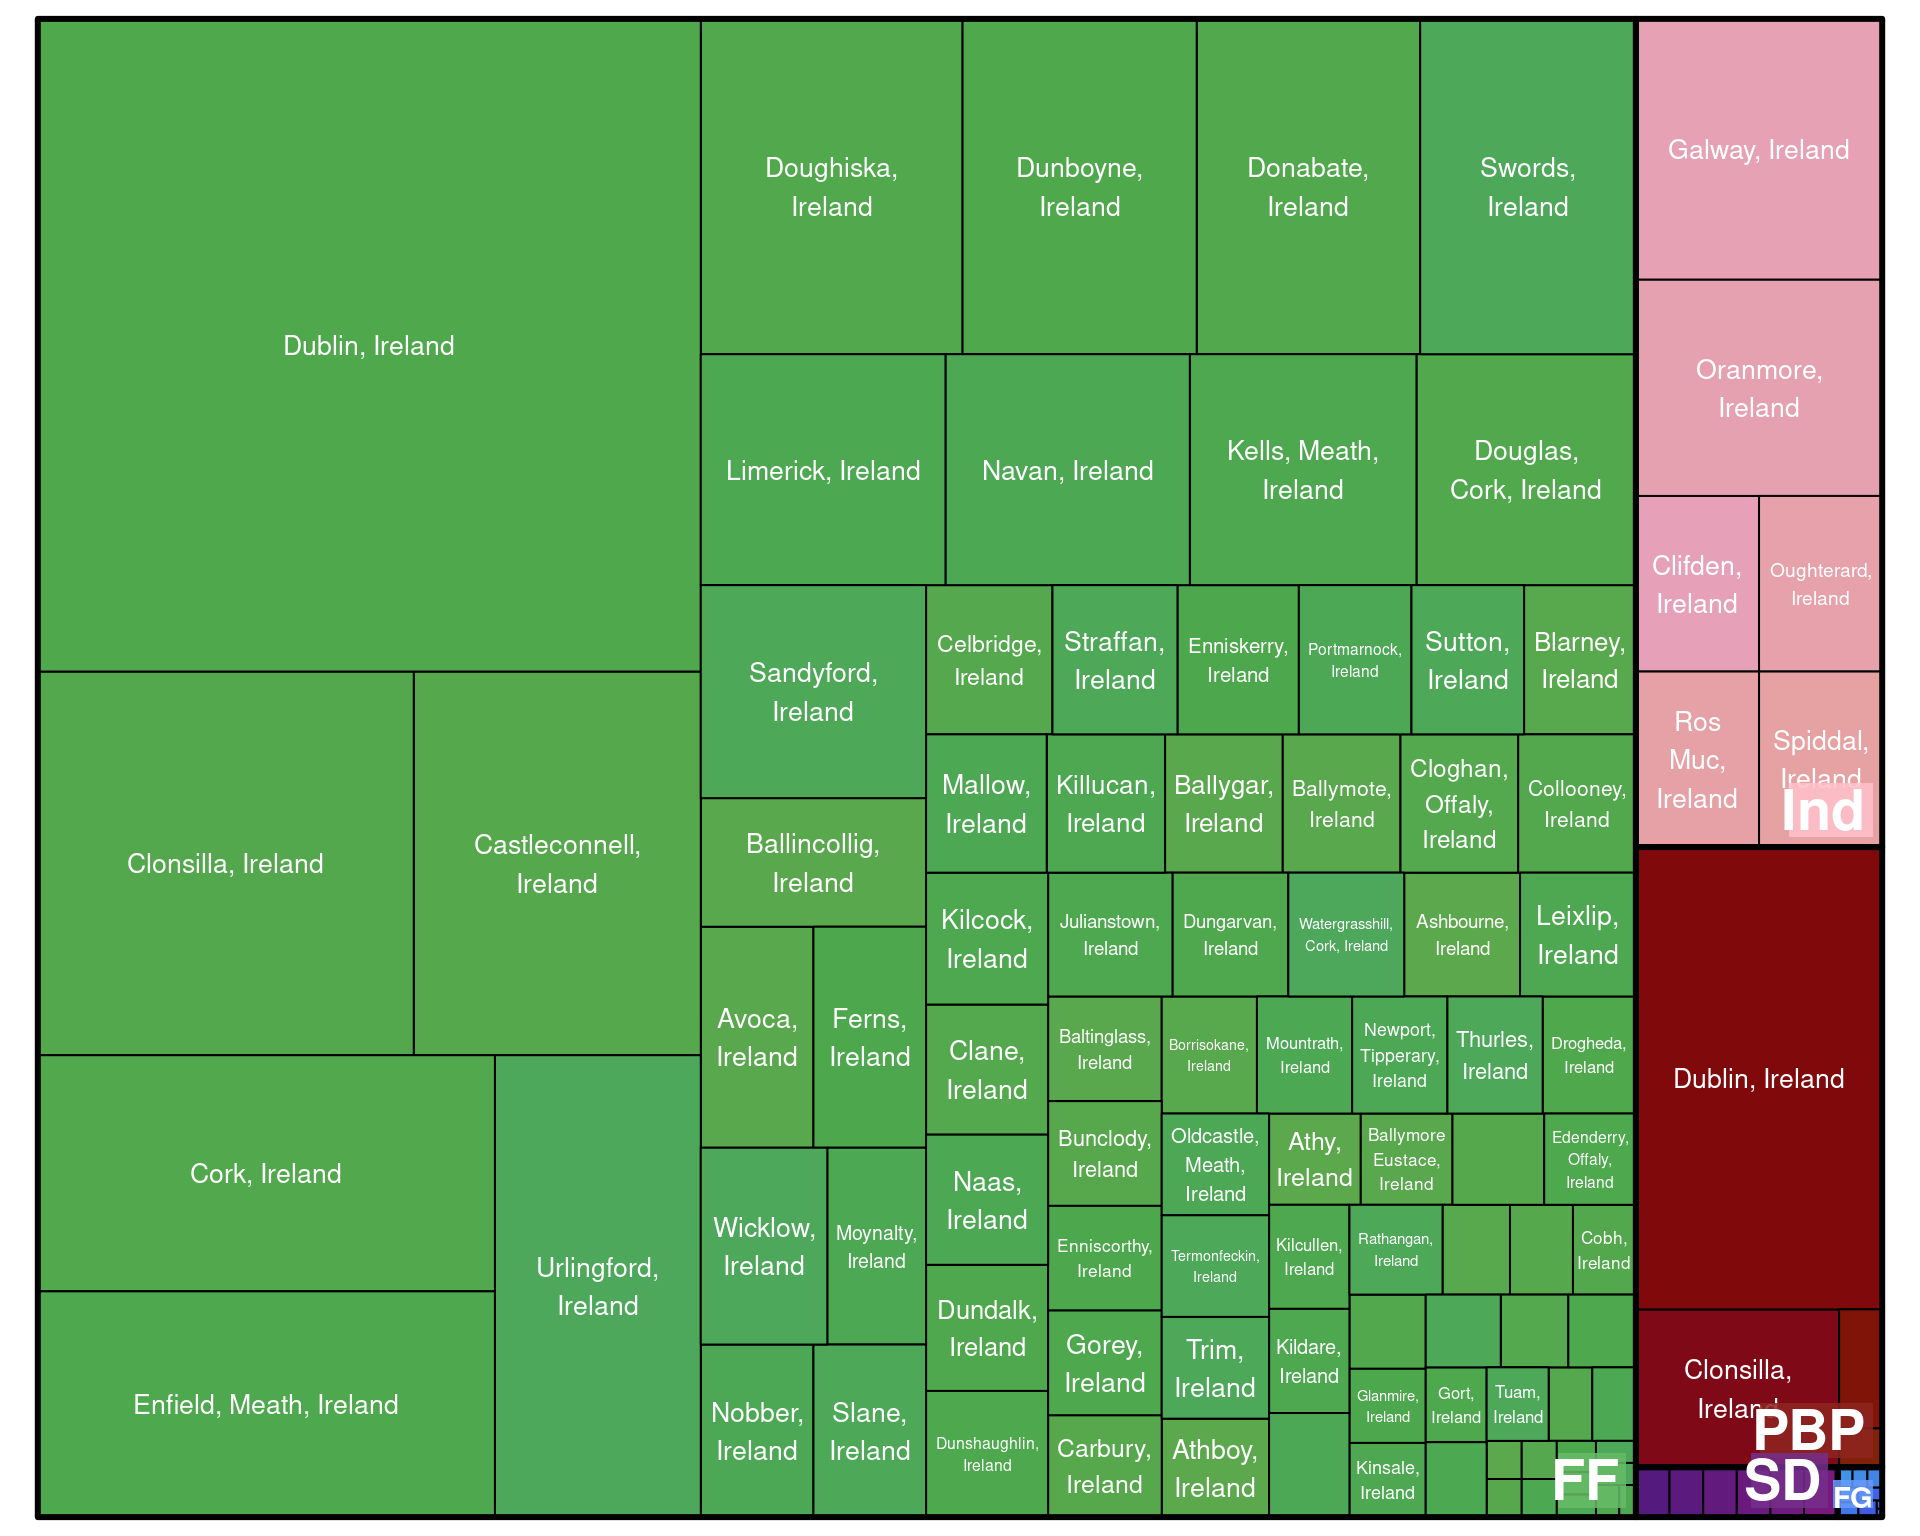 Dublin, Ireland
Doughiska,
Ireland
Dunboyne,
Ireland
Donabate,
Ireland
Swords,
Ireland
Limerick, Ireland
Navan, Ireland
Kells, Meath,
Ireland
Douglas,
Cork, Ireland
Clonsilla, Ireland
Castleconnell,
Ireland
Cork, Ireland
Enfield, Meath, Ireland
Urlingford,
Ireland
Sandyford,
Ireland
Ballincollig,
Ireland
Avoca,
Ireland
Ferns,
Ireland
Wicklow,
Ireland
Moynalty,
Ireland
Nobber,
Ireland
Slane,
Ireland
Celbridge,
Ireland
Straffan,
Ireland
Enniskerry,
Ireland
Portmarnock,
Ireland
Sutton,
Ireland
Blarney,
Ireland
Mallow,
Ireland
Killucan,
Ireland
Ballygar,
Ireland
Ballymote,
Ireland
Cloghan,
Offaly,
Ireland
Collooney,
Ireland
Kilcock,
Ireland
Julianstown,
Ireland
Dungarvan,
Ireland
Watergrasshill,
Cork, Ireland
Ashbourne,
Ireland
Leixlip,
Ireland
Clane,
Ireland
Naas,
Ireland
Dundalk,
Ireland
Dunshaughlin,
Ireland
Baltinglass,
Ireland
Bunclody,
Ireland
Enniscorthy,
Ireland
Gorey,
Ireland
Carbury,
Ireland
Borrisokane,
Ireland
Mountrath,
Ireland
Newport,
Tipperary,
Ireland
Thurles,
Ireland
Drogheda,
Ireland
Oldcastle,
Meath,
Ireland
Termonfeckin,
Ireland
Trim,
Ireland
Athboy,
Ireland
Athy,
Ireland
Ballymore
Eustace,
Ireland
Edenderry,
Offaly,
Ireland
Kilcullen,
Ireland
Rathangan,
Ireland
Cobh,
Ireland
Kildare,
Ireland
Glanmire,
Ireland
Gort,
Ireland
Tuam,
Ireland
Kinsale,
Ireland
FF
Galway, Ireland
Oranmore,
Ireland
Clifden,
Ireland
Oughterard,
Ireland
Ros
Muc,
Ireland
Spiddal,
Ireland
Ind
Dublin, Ireland
Clonsilla,
Ireland
PBP
SD
FG